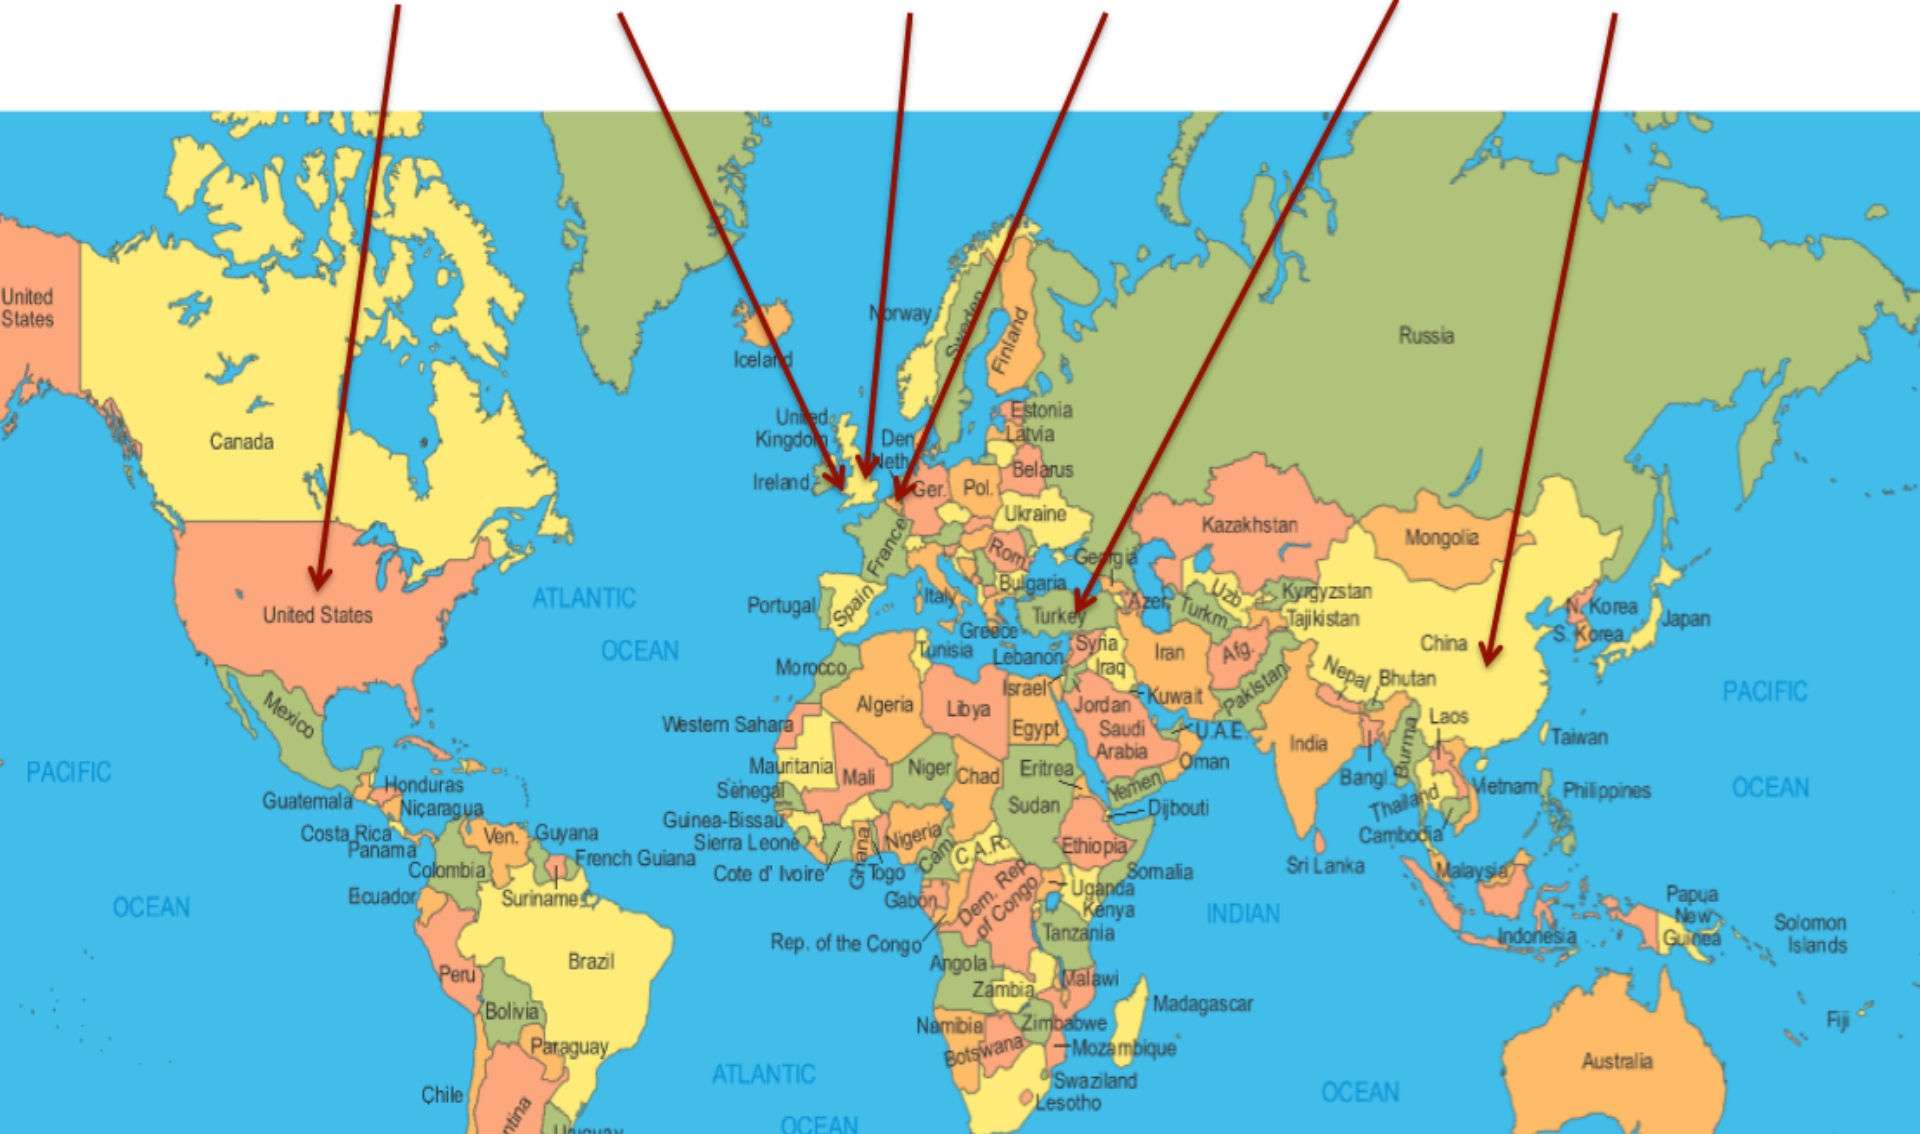 United
States
Canada
United States
Mexico
Iceland
Norway
Sweden
Finland
Russia
United
Kingdom
Ireland
Den
Neth
Estonia
Latvia
Belarus
Ger.
Pol.
Ukraine
France
Rom.
Bulgaria
Georgia
Kazakhstan
Mongolia
Portugal
Spain
Italy
Greece
Turkey
Azer.
Uzb
Turkm.
Kyrgyzstan
Tajikistan
China
N. Korea
S. Korea
Japan
ATLANTIC
OCEAN
PACIFIC
OCEAN
PACIFIC
OCEAN
Morocco
Tunisia
Lebanon
Syria
Iraq
Iran
Afg.
Pakistan
Nepal
Bhutan
Israel
Jordan
Kuwait
Western Sahara
Algeria
Libya
Egypt
Saudi
Arabia
U.A.E.
Oman
India
Bangl.
Burma
Laos
Taiwan
Vietnam
Thailand
Cambodia
Philippines
Mauritania
Mali
Niger
Chad
Eritrea
Sudan
Yemen
Djibouti
Senegal
Guinea-Bissau
Sierra Leone
Cote d' Ivoire
Ghana
Togo
Nigeria
Cam.
C.A.R.
Ethiopia
Somalia
Sri Lanka
Malaysia
Gabon
Dem. Rep.
of Congo
Uganda
Kenya
Rep. of the Congo
Tanzania
INDIAN
OCEAN
Indonesia
Papua
New
Guinea
Solomon
Islands
Honduras
Guatemala
Nicaragua
Costa Rica
Panama
Ven.
Guyana
French Guiana
Colombia
Suriname
Ecuador
Brazil
Peru
Bolivia
Paraguay
Chile
ntina
Uruguay
Angola
Zambia
Malawi
Madagascar
Namibia
Zimbabwe
Botswana
Mozambique
Swaziland
Lesotho
ATLANTIC
OCEAN
Fiji
Australia